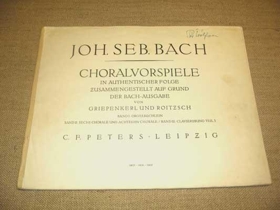 JOH. SEB. BACH
CHORALVORSPIELE
IN AUTHENTISCHER FOLGE
ZUSAMMENGESTELLT AUF GRUND
DER BACH-AUSGABE
VON
GRIEPENKERL UND ROITZSCH
C. F. PETERS · LEIPZIG